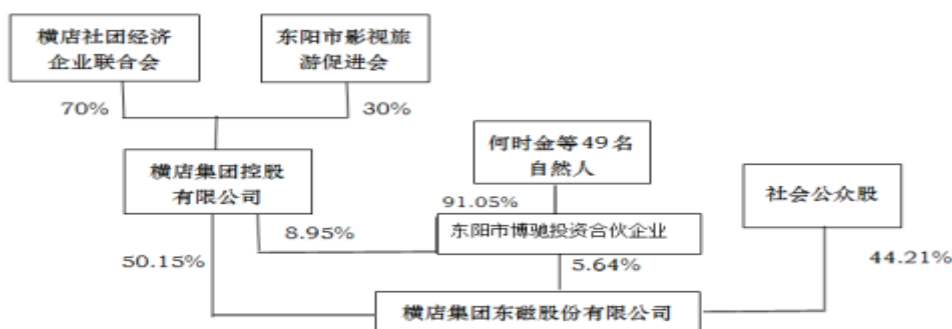 横店社团经济
企业联合会
东阳市影视旅
游促进会
70%
30%
何时金等49名
自然人
横店集团控股
有限公司
社会公众股
91.05%
8.95%
东阳市博驰投资合伙企业
50.15%
5.64%
44.21%
横店集团东磁股份有限公司